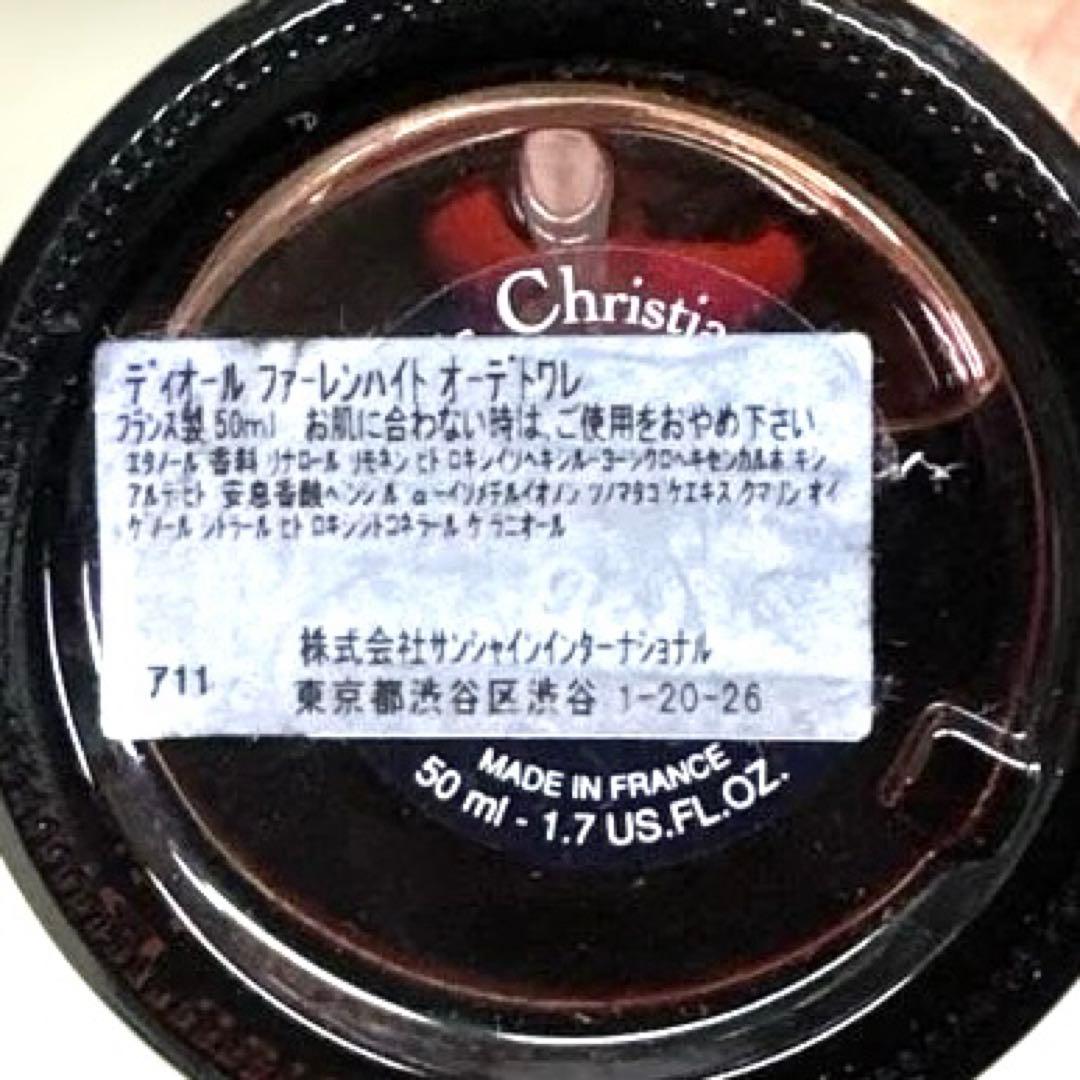 Christia
ディオール ファーレンハイト オーデトワレ
フランス製 50ml お肌に合わない時は、ご使用をおやめ下さい
エタノール 香料 リナロール リモネン ヒドロキシイソヘキシル-3-シクロヘキセンカルボキシ
アルデヒド 安息香酸ベンジル α-イソメチルイオノン ツノマタゴケエキス クマリン オイ
ゲノール シトラール ヒドロキシシトロネラール ゲラニオール
株式会社サンシャインインターナショナル
711
東京都渋谷区渋谷 1-20-26
MADE IN FRANCE
50 ml - 1.7 US.FL.OZ.